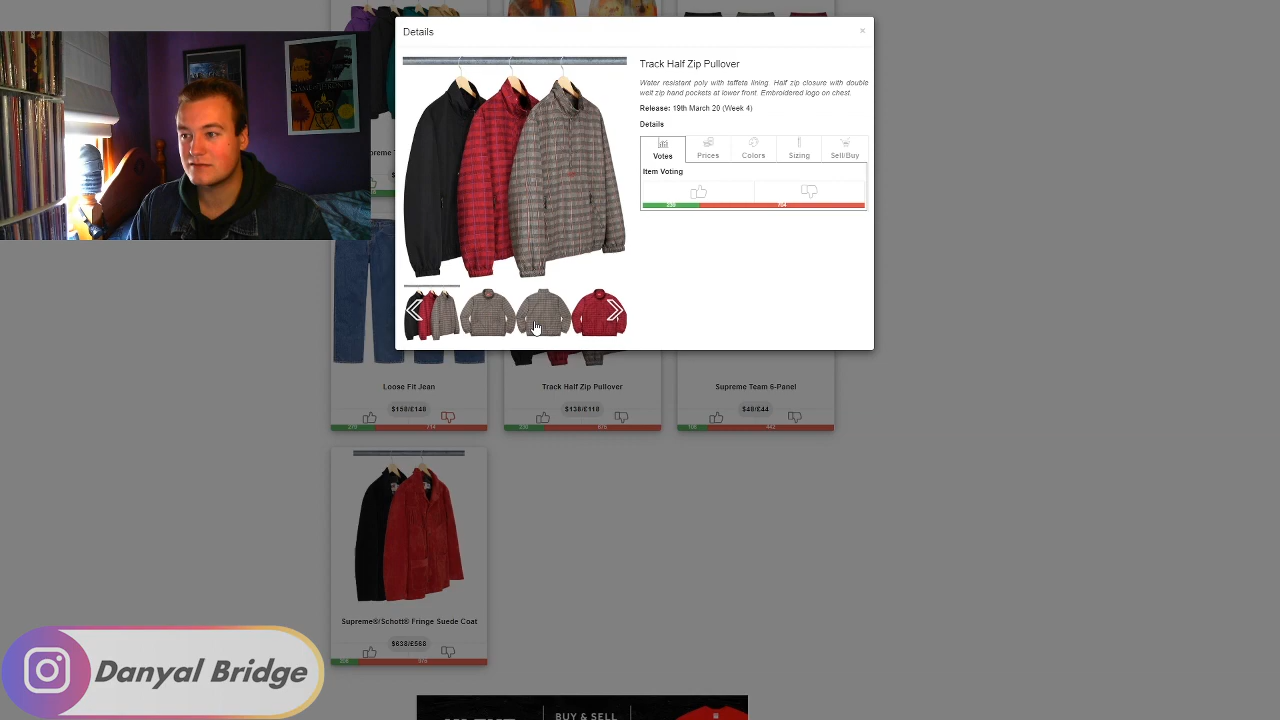 Details
×
Track Half Zip Pullover
Water resistant poly with taffeta lining. Half zip closure with double
welt zip hand pockets at lower front. Embroidered logo on chest.
Release: 19th March 20 (Week 4)
Details
Votes
Prices
Colors
Sizing
Sell/Buy
Item Voting
Loose Fit Jean
Track Half Zip Pullover
Supreme Team 6-Panel
$158/£148
$138/£118
$48/£44
Supreme®/Schott® Fringe Suede Coat
$638/£568
Danyal Bridge
BUY & SELL